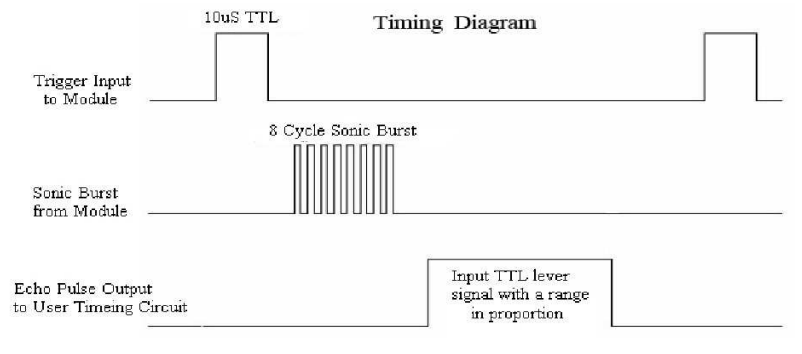 10uS TTL
Timing Diagram
Trigger Input
to Module
8 Cycle Sonic Burst
Sonic Burst
from Module
Echo Pulse Output
to User Timeing Circuit
Input TTL lever
signal with a range
in proportion